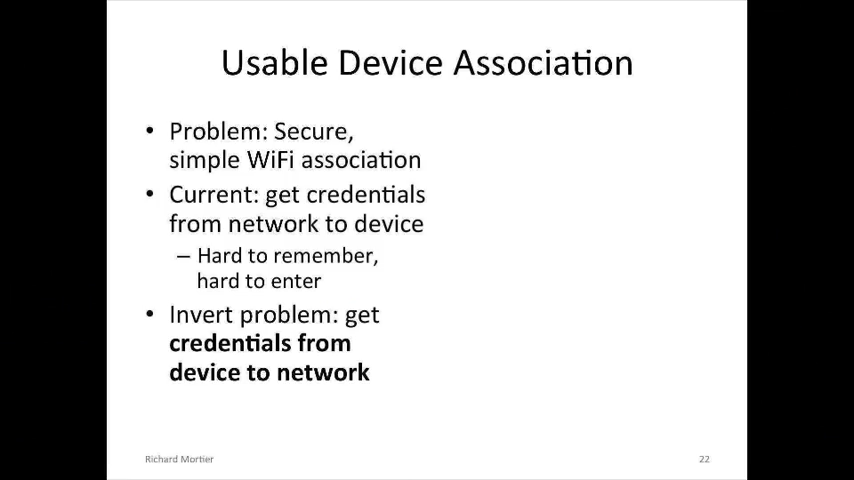 Usable Device Association
• Problem: Secure,
simple WiFi association
• Current: get credentials
from network to device
– Hard to remember,
hard to enter
• Invert problem: get
credentials from
device to network
Richard Mortier
22